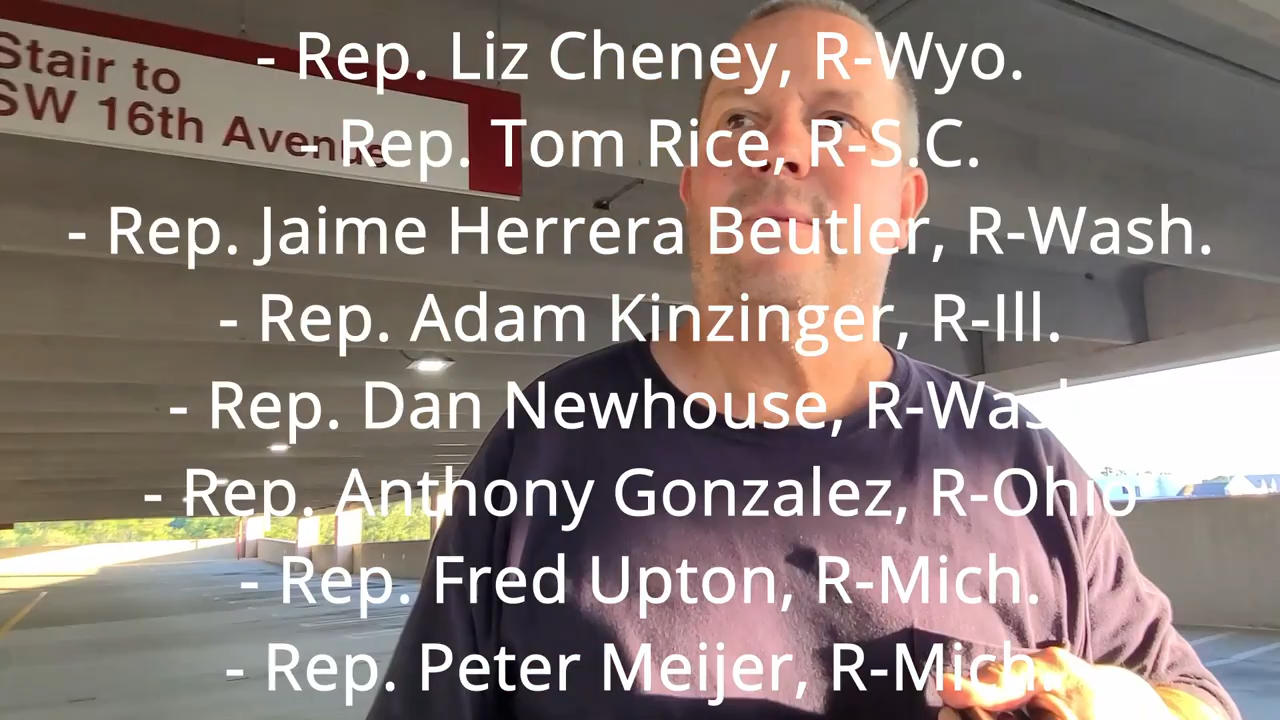 Stair to
SW 16th Avenue
- Rep. Liz Cheney, R-Wyo.
- Rep. Tom Rice, R-S.C.
- Rep. Jaime Herrera Beutler, R-Wash.
- Rep. Adam Kinzinger, R-Ill.
- Rep. Dan Newhouse, R-Wash
- Rep. Anthony Gonzalez, R-Ohio
- Rep. Fred Upton, R-Mich.
- Rep. Peter Meijer, R-Mich.